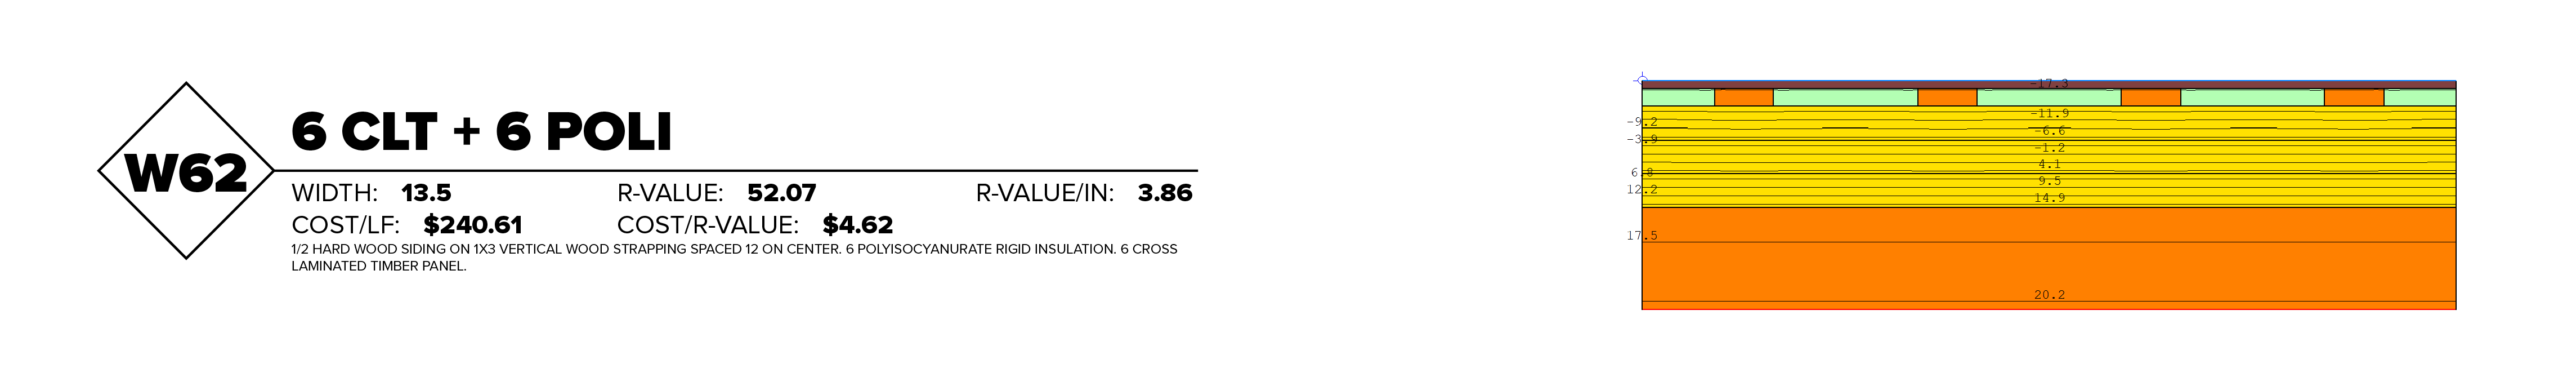 W62
6 CLT + 6 POLI
WIDTH: 13.5 R-VALUE: 52.07 R-VALUE/IN: 3.86
COST/LF: $240.61 COST/R-VALUE: $4.62
1/2 HARD WOOD SIDING ON 1X3 VERTICAL WOOD STRAPPING SPACED 12 ON CENTER. 6 POLYISOCYANURATE RIGID INSULATION. 6 CROSS
LAMINATED TIMBER PANEL.
-17.3
-11.9
-9.2
-6.6
-3.9
-1.2
4.1
6.8
9.5
12.2
14.9
17.5
20.2